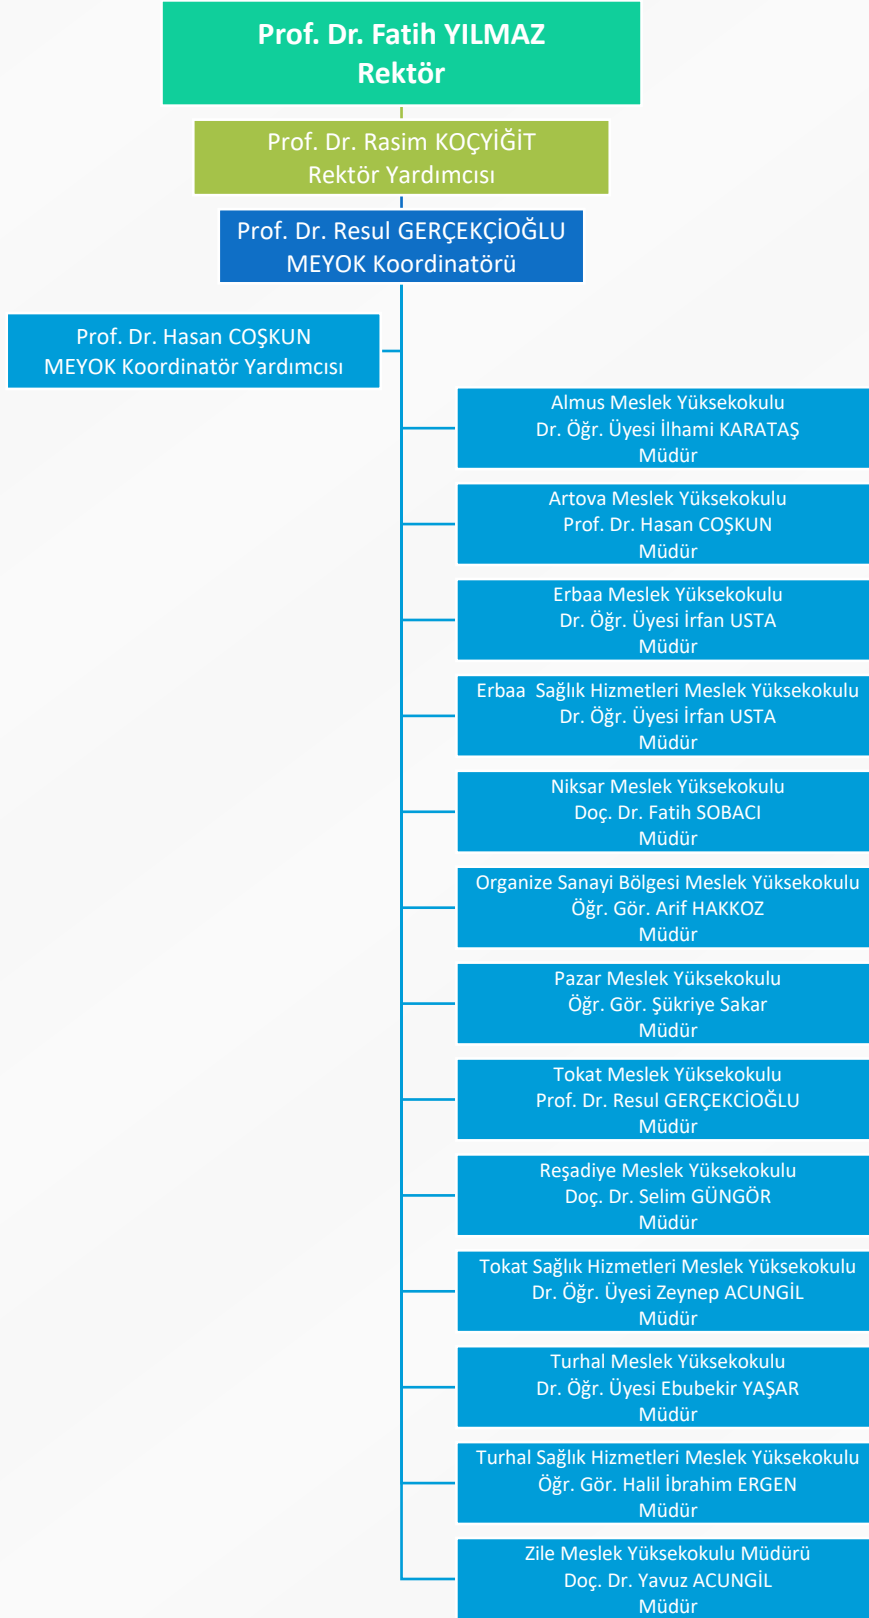 Prof. Dr. Fatih YILMAZ
Rektör
Prof. Dr. Rasim KOÇYİĞİT
Rektör Yardımcısı
Prof. Dr. Resul GERÇEKÇİOĞLU
MEYOK Koordinatörü
Prof. Dr. Hasan COŞKUN
MEYOK Koordinatör Yardımcısı
Almus Meslek Yüksekokulu
Dr. Öğr. Üyesi İlhami KARATAŞ
Müdür
Artova Meslek Yüksekokulu
Prof. Dr. Hasan COŞKUN
Müdür
Erbaa Meslek Yüksekokulu
Dr. Öğr. Üyesi İrfan USTA
Müdür
Erbaa  Sağlık Hizmetleri Meslek Yüksekokulu
Dr. Öğr. Üyesi İrfan USTA
Müdür
Niksar Meslek Yüksekokulu
Doç. Dr. Fatih SOBACI
Müdür
Organize Sanayi Bölgesi Meslek Yüksekokulu
Öğr. Gör. Arif HAKKOZ
Müdür
Pazar Meslek Yüksekokulu
Öğr. Gör. Şükriye Sakar
Müdür
Tokat Meslek Yüksekokulu
Prof. Dr. Resul GERÇEKCİOĞLU
Müdür
Reşadiye Meslek Yüksekokulu
Doç. Dr. Selim GÜNGÖR
Müdür
Tokat Sağlık Hizmetleri Meslek Yüksekokulu
Dr. Öğr. Üyesi Zeynep ACUNGİL
Müdür
Turhal Meslek Yüksekokulu
Dr. Öğr. Üyesi Ebubekir YAŞAR
Müdür
Turhal Sağlık Hizmetleri Meslek Yüksekokulu
Öğr. Gör. Halil İbrahim ERGEN
Müdür
Zile Meslek Yüksekokulu Müdürü
Doç. Dr. Yavuz ACUNGİL
Müdür